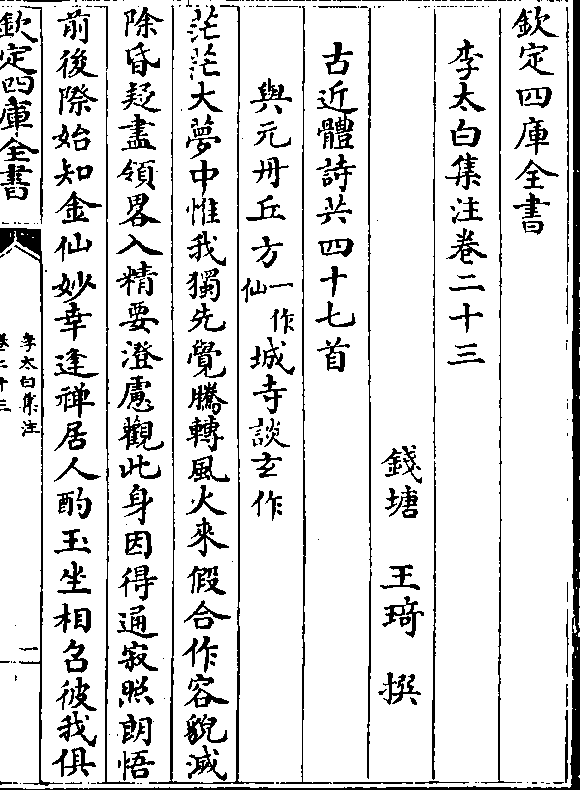 欽定四庫全書
李太白集注卷二十三
錢塘 王琦 撰
古近體詩共四十七首
與元丹丘方一作仙城寺談玄作
茫茫大夢中惟我獨先覺騰轉風火來假合作容貌滅
除昏疑盡領畧入精要澄慮觀此身因得通寂照朗悟
前後際始知金仙妙幸逢禪居人酌玉坐相召彼我俱
欽定四庫全書
李太白集注
卷二十三